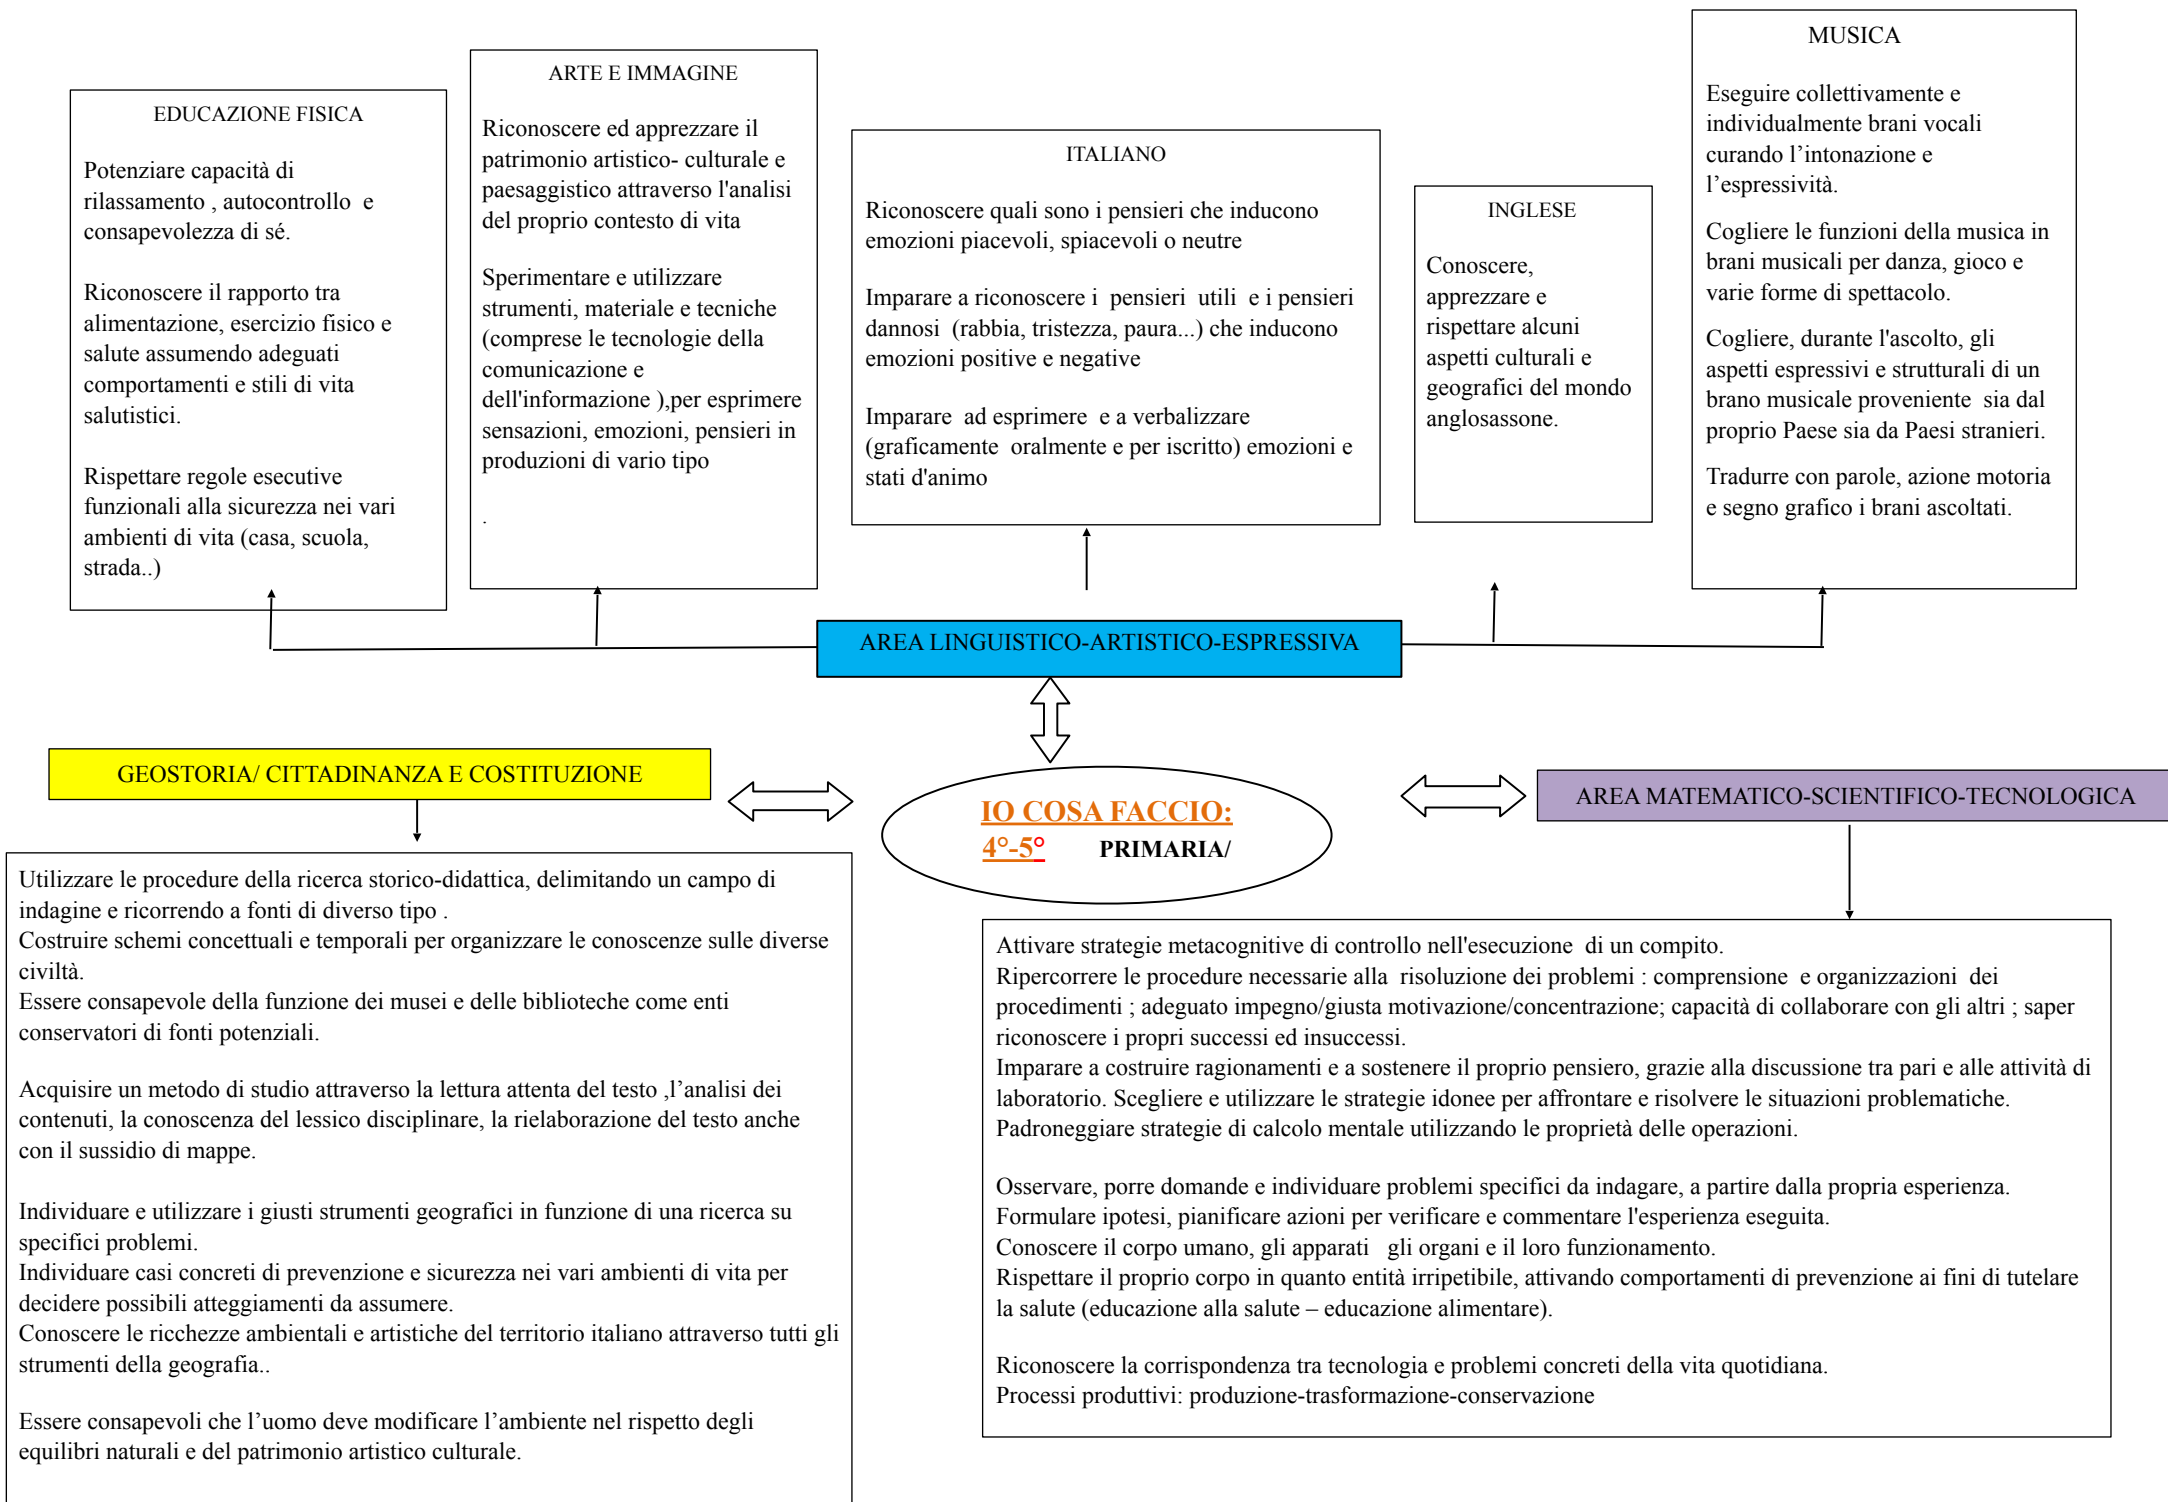 EDUCAZIONE FISICA
Potenziare capacità di
rilassamento , autocontrollo  e
consapevolezza di sé.
Riconoscere il rapporto tra
alimentazione, esercizio fisico e
salute assumendo adeguati
comportamenti e stili di vita
salutistici.
Rispettare regole esecutive
funzionali alla sicurezza nei vari
ambienti di vita (casa, scuola,
strada..)
ARTE E IMMAGINE
Riconoscere ed apprezzare il
patrimonio artistico- culturale e
paesaggistico attraverso l'analisi
del proprio contesto di vita
Sperimentare e utilizzare
strumenti, materiale e tecniche
(comprese le tecnologie della
comunicazione e
dell'informazione ),per esprimere
sensazioni, emozioni, pensieri in
produzioni di vario tipo
.
ITALIANO
Riconoscere quali sono i pensieri che inducono
emozioni piacevoli, spiacevoli o neutre
Imparare a riconoscere i  pensieri  utili  e i pensieri
dannosi  (rabbia, tristezza, paura...) che inducono
emozioni positive e negative
Imparare  ad esprimere  e a verbalizzare
(graficamente  oralmente e per iscritto) emozioni e
stati d'animo
INGLESE
Conoscere,
apprezzare e
rispettare alcuni
aspetti culturali e
geografici del mondo
anglosassone.
MUSICA
Eseguire collettivamente e
individualmente brani vocali
curando l’intonazione e
l’espressività.
Cogliere le funzioni della musica in
brani musicali per danza, gioco e
varie forme di spettacolo.
Cogliere, durante l'ascolto, gli
aspetti espressivi e strutturali di un
brano musicale proveniente  sia dal
proprio Paese sia da Paesi stranieri.
Tradurre con parole, azione motoria
e segno grafico i brani ascoltati.
AREA LINGUISTICO-ARTISTICO-ESPRESSIVA
GEOSTORIA/ CITTADINANZA E COSTITUZIONE
IO COSA FACCIO:
4°-5° PRIMARIA/
AREA MATEMATICO-SCIENTIFICO-TECNOLOGICA
Utilizzare le procedure della ricerca storico-didattica, delimitando un campo di
indagine e ricorrendo a fonti di diverso tipo .
Costruire schemi concettuali e temporali per organizzare le conoscenze sulle diverse
civiltà.
Essere consapevole della funzione dei musei e delle biblioteche come enti
conservatori di fonti potenziali.
Acquisire un metodo di studio attraverso la lettura attenta del testo ,l’analisi dei
contenuti, la conoscenza del lessico disciplinare, la rielaborazione del testo anche
con il sussidio di mappe.
Individuare e utilizzare i giusti strumenti geografici in funzione di una ricerca su
specifici problemi.
Individuare casi concreti di prevenzione e sicurezza nei vari ambienti di vita per
decidere possibili atteggiamenti da assumere.
Conoscere le ricchezze ambientali e artistiche del territorio italiano attraverso tutti gli
strumenti della geografia..
Essere consapevoli che l’uomo deve modificare l’ambiente nel rispetto degli
equilibri naturali e del patrimonio artistico culturale.
Attivare strategie metacognitive di controllo nell'esecuzione  di un compito.
Ripercorrere le procedure necessarie alla  risoluzione dei problemi : comprensione  e organizzazioni  dei
procedimenti ; adeguato impegno/giusta motivazione/concentrazione; capacità di collaborare con gli altri ; saper
riconoscere i propri successi ed insuccessi.
Imparare a costruire ragionamenti e a sostenere il proprio pensiero, grazie alla discussione tra pari e alle attività di
laboratorio. Scegliere e utilizzare le strategie idonee per affrontare e risolvere le situazioni problematiche.
Padroneggiare strategie di calcolo mentale utilizzando le proprietà delle operazioni.
Osservare, porre domande e individuare problemi specifici da indagare, a partire dalla propria esperienza.
Formulare ipotesi, pianificare azioni per verificare e commentare l'esperienza eseguita.
Conoscere il corpo umano, gli apparati   gli organi e il loro funzionamento.
Rispettare il proprio corpo in quanto entità irripetibile, attivando comportamenti di prevenzione ai fini di tutelare
la salute (educazione alla salute – educazione alimentare).
Riconoscere la corrispondenza tra tecnologia e problemi concreti della vita quotidiana.
Processi produttivi: produzione-trasformazione-conservazione